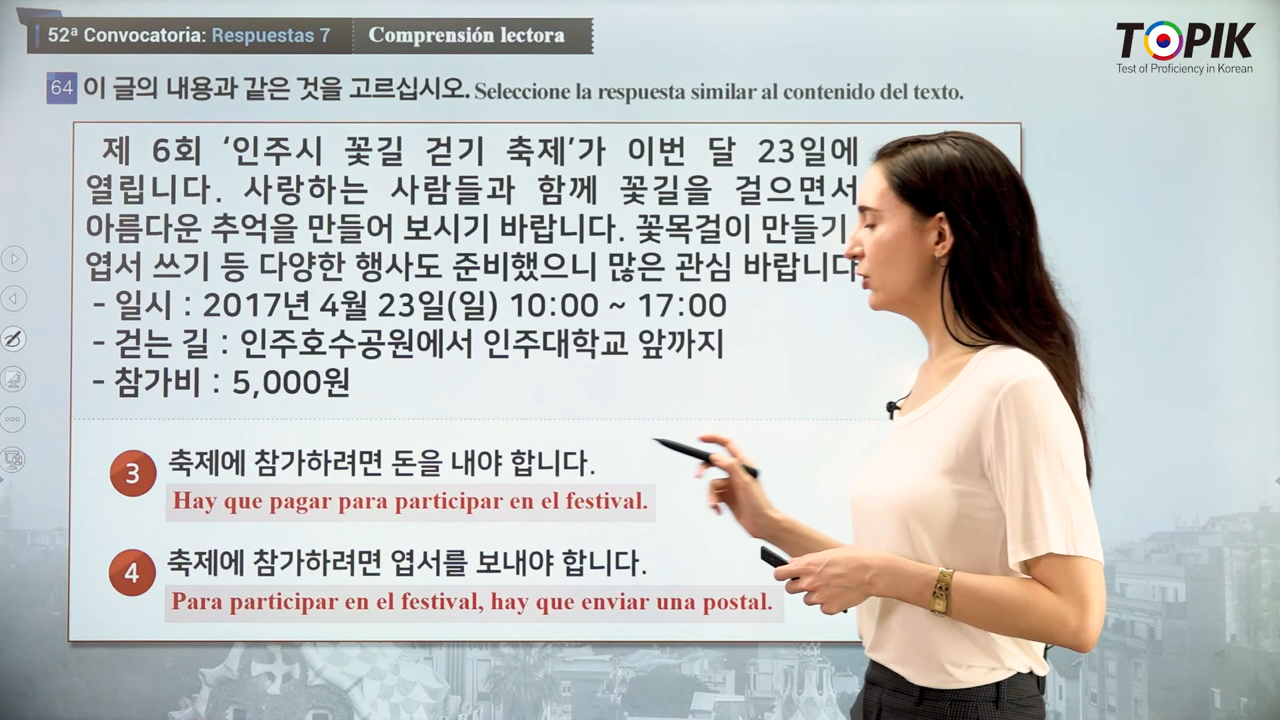 52ª Convocatoria: Respuestas 7 Comprensión lectora
TOPIK
Test of Proficiency in Korean
64 이 글의 내용과 같은 것을 고르십시오. Seleccione la respuesta similar al contenido del texto.
제 6회 ‘인주시 꽃길 걷기 축제’가 이번 달 23일에
열립니다. 사랑하는 사람들과 함께 꽃길을 걸으면서
아름다운 추억을 만들어 보시기 바랍니다. 꽃목걸이 만들기
엽서 쓰기 등 다양한 행사도 준비했으니 많은 관심 바랍니다
- 일시 : 2017년 4월 23일(일) 10:00 ~ 17:00
- 걷는 길 : 인주호수공원에서 인주대학교 앞까지
- 참가비 : 5,000원
3 축제에 참가하려면 돈을 내야 합니다.
Hay que pagar para participar en el festival.
4 축제에 참가하려면 엽서를 보내야 합니다.
Para participar en el festival, hay que enviar una postal.